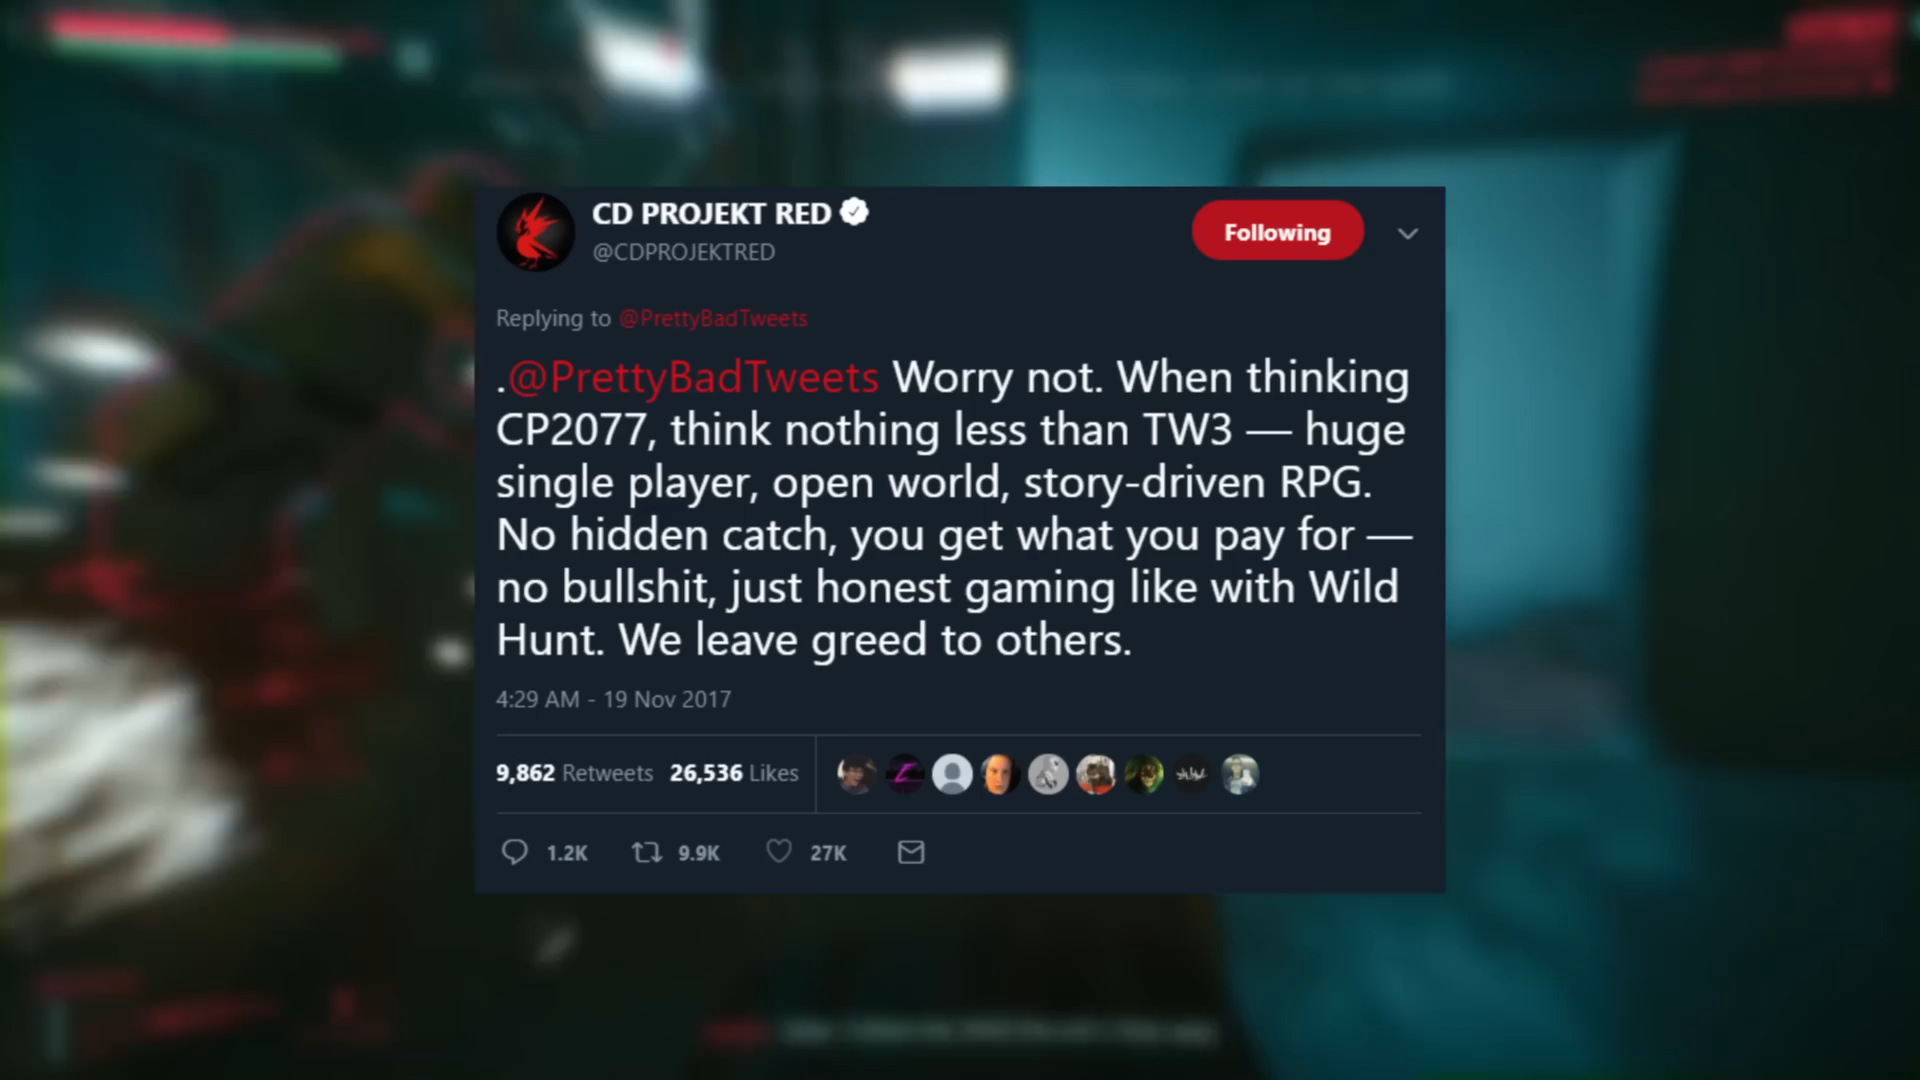 CD PROJEKT RED
@CDPROJEKTRED
Following
Replying to @PrettyBadTweets
.@PrettyBadTweets Worry not. When thinking
CP2077, think nothing less than TW3 — huge
single player, open world, story-driven RPG.
No hidden catch, you get what you pay for —
no bullshit, just honest gaming like with Wild
Hunt. We leave greed to others.
4:29 AM - 19 Nov 2017
9,862 Retweets 26,536 Likes
1.2K 9.9K 27K